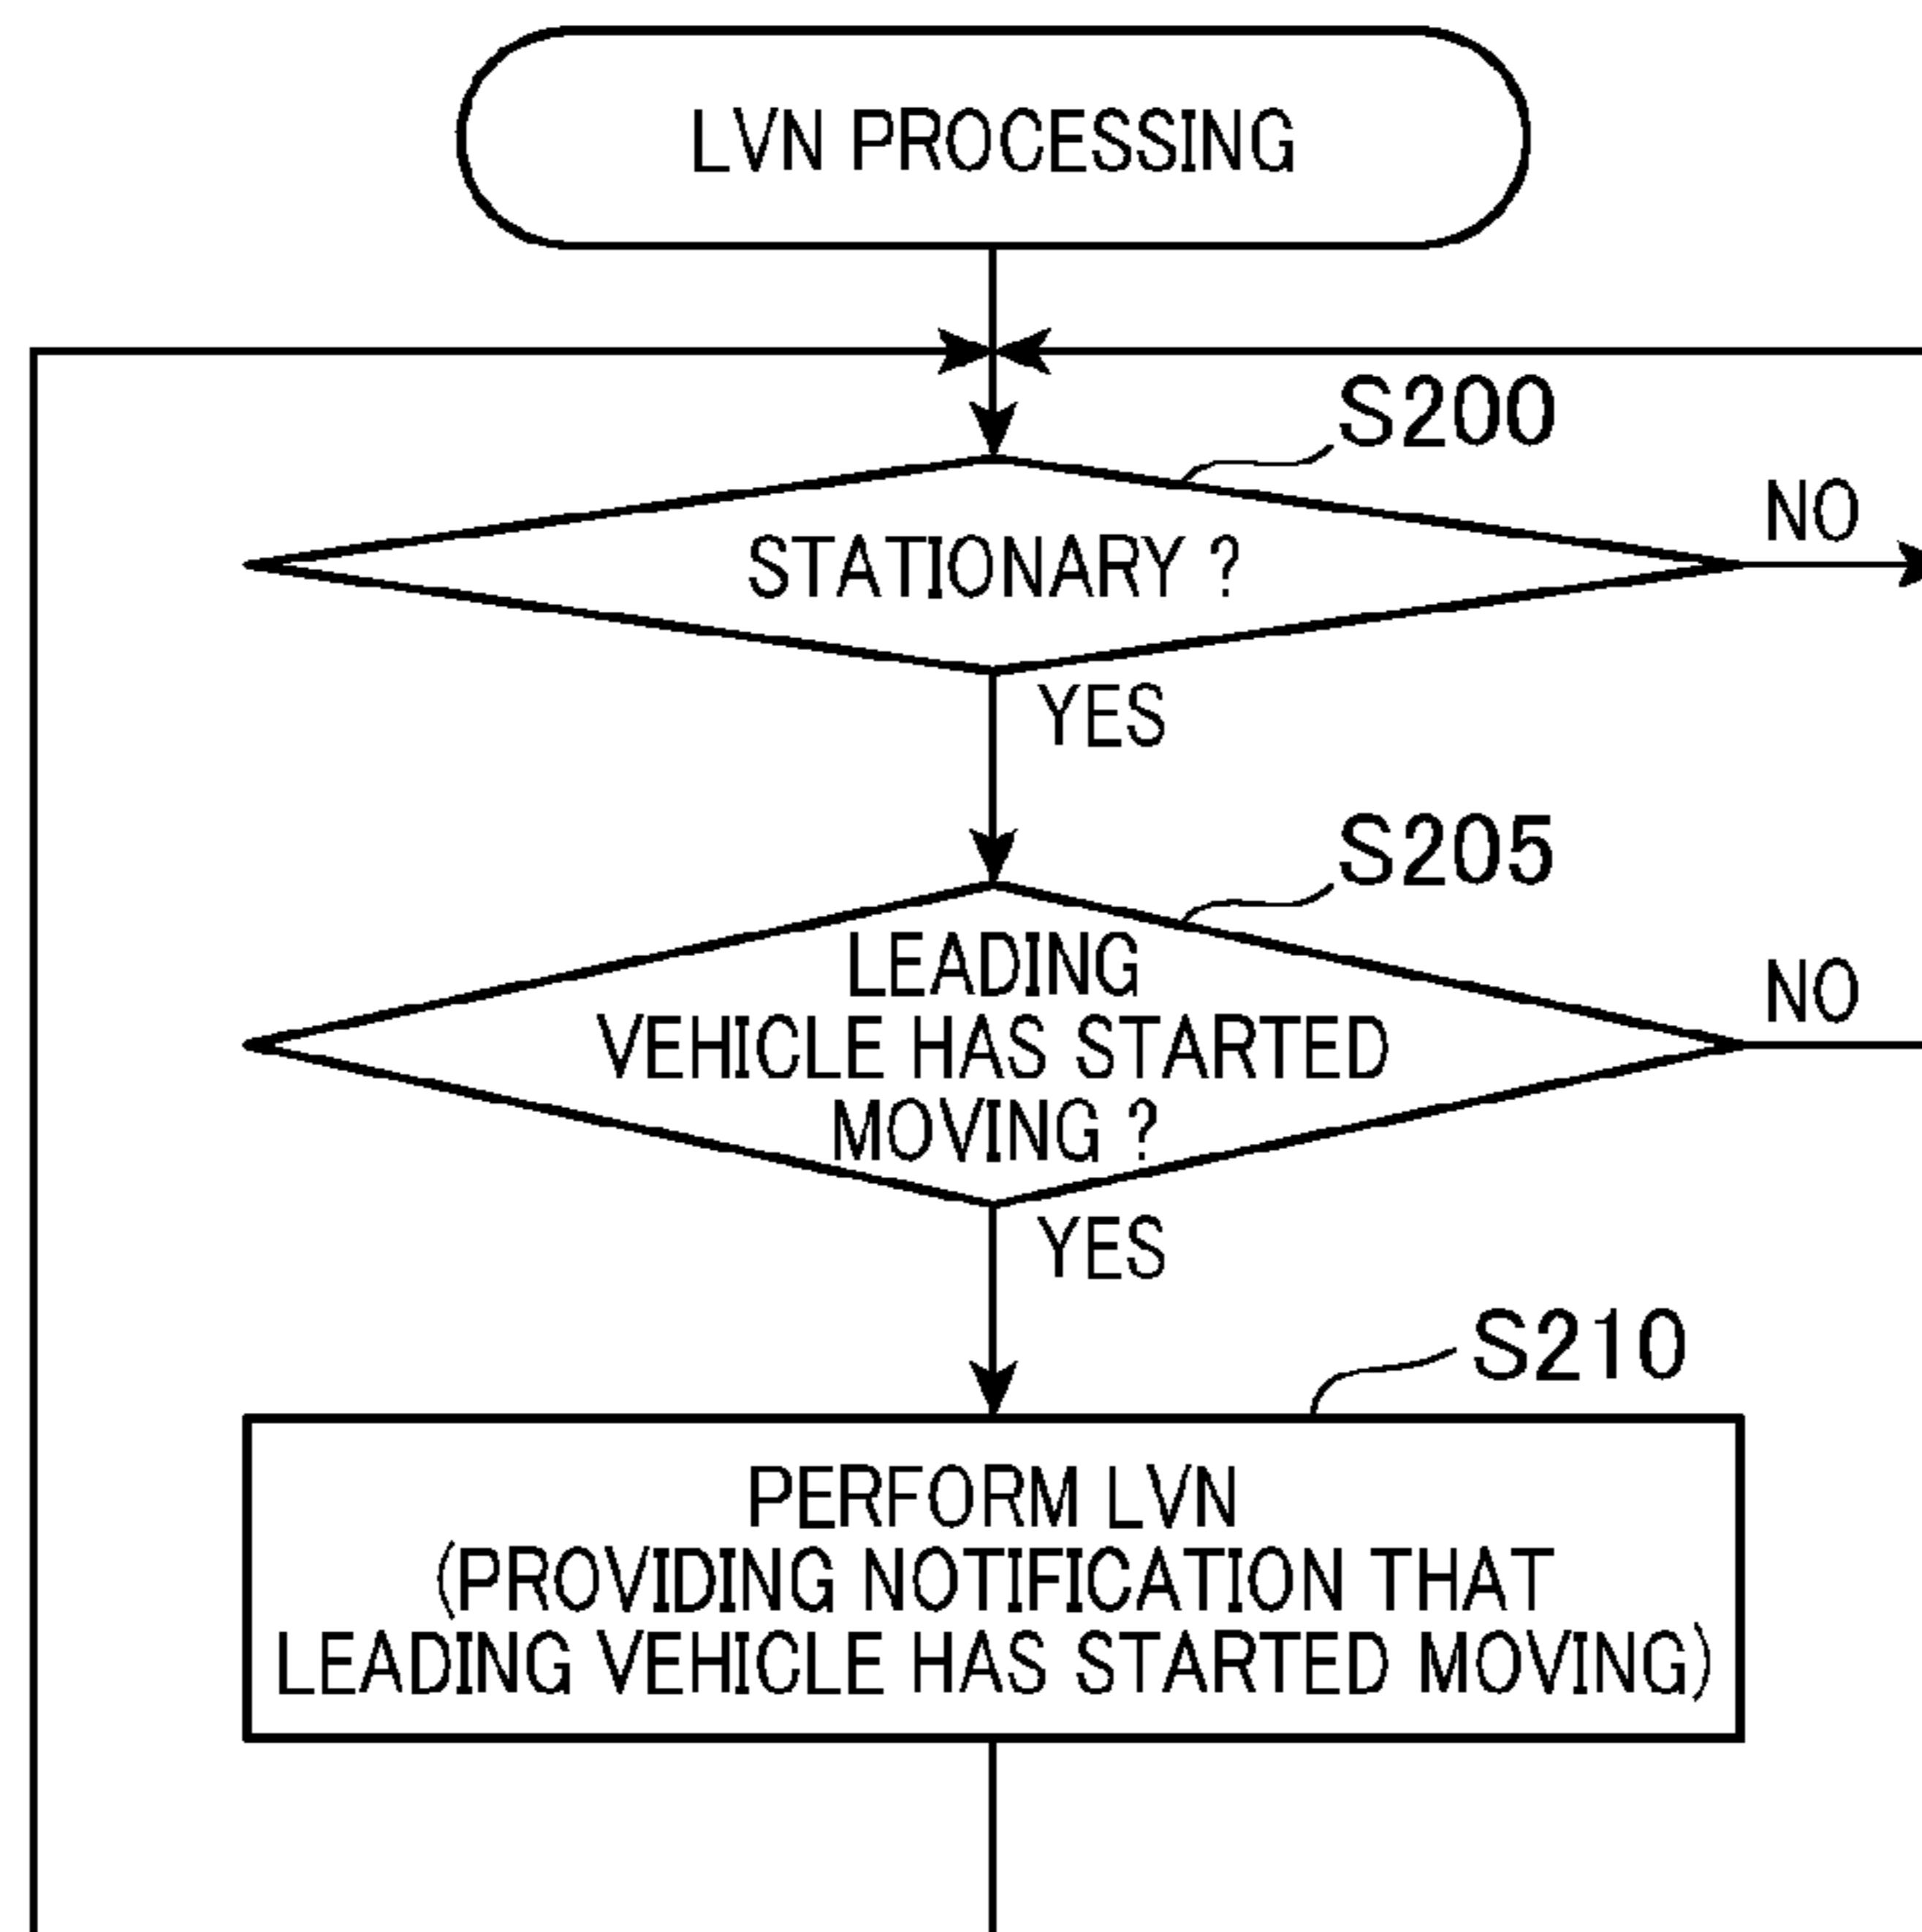 LVN PROCESSING
S200
STATIONARY ?
NO
YES
S205
LEADING
VEHICLE HAS STARTED
MOVING ?
NO
YES
S210
PERFORM LVN
(PROVIDING NOTIFICATION THAT
LEADING VEHICLE HAS STARTED MOVING)